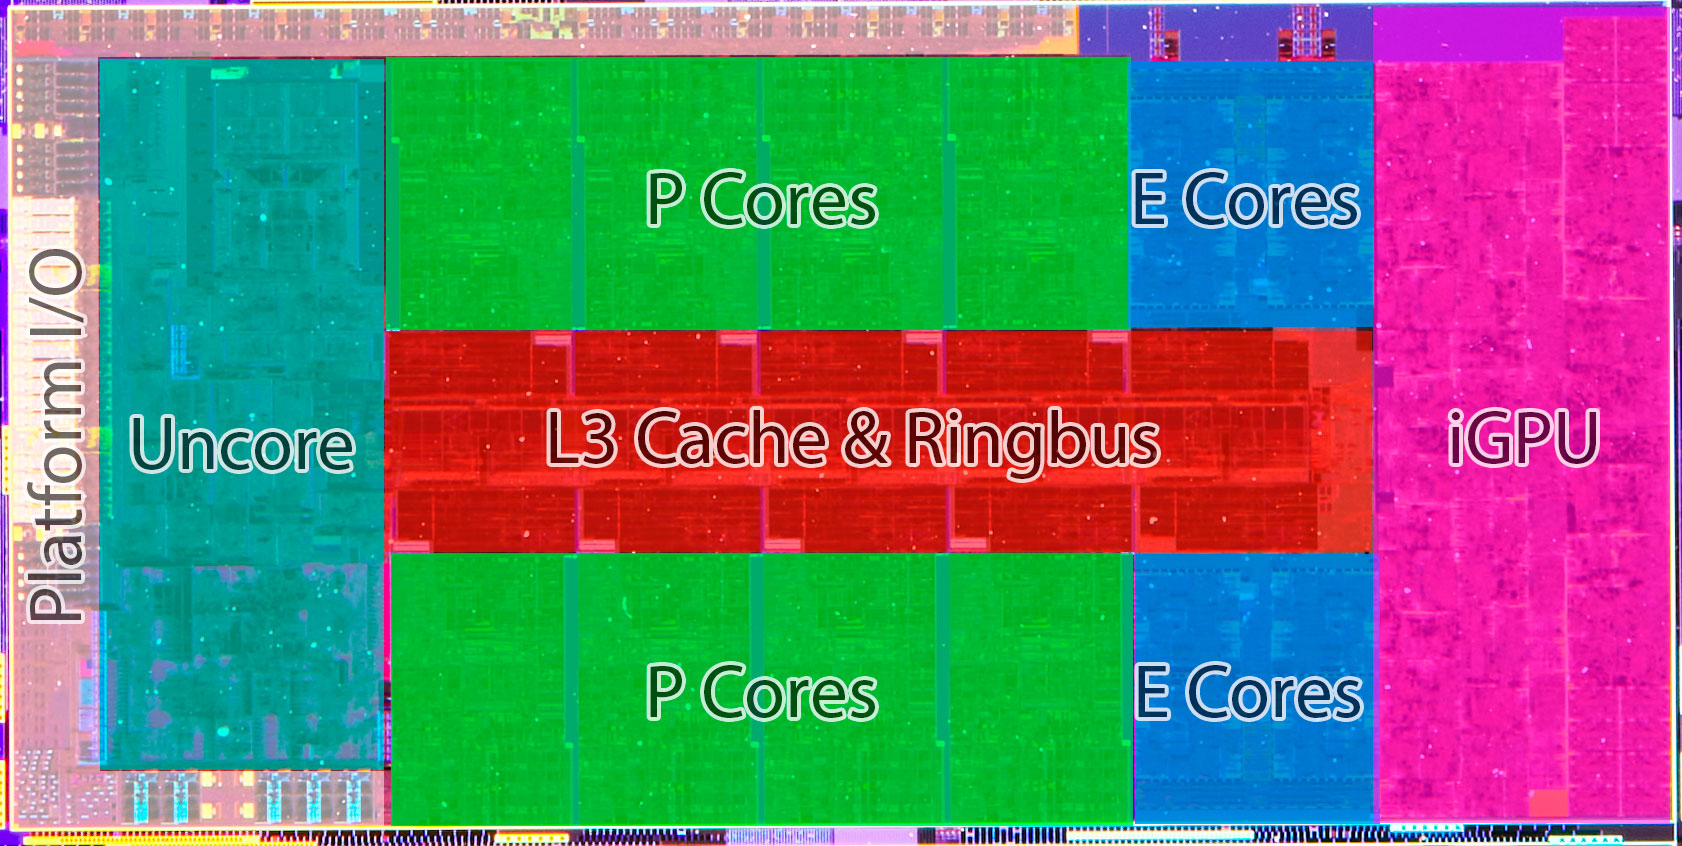 P Cores
E Cores
Platform I/O
Uncore
L3 Cache & Ringbus
iGPU
P Cores
E Cores